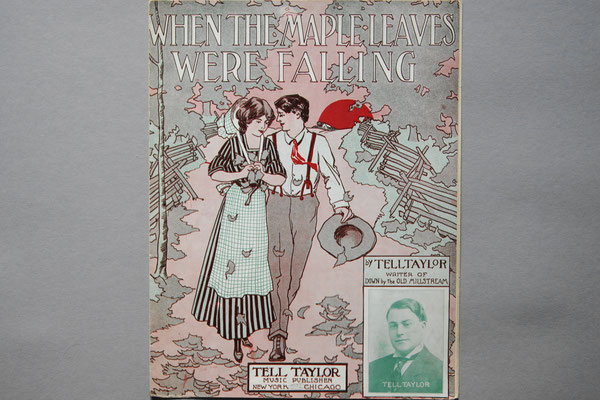 WHEN THE MAPLE LEAVES
WERE FALLING
BY TELL TAYLOR
WRITER OF
DOWN by the OLD MILLSTREAM
TELL TAYLOR
TELL TAYLOR
MUSIC PUBLISHER
NEW YORK CHICAGO